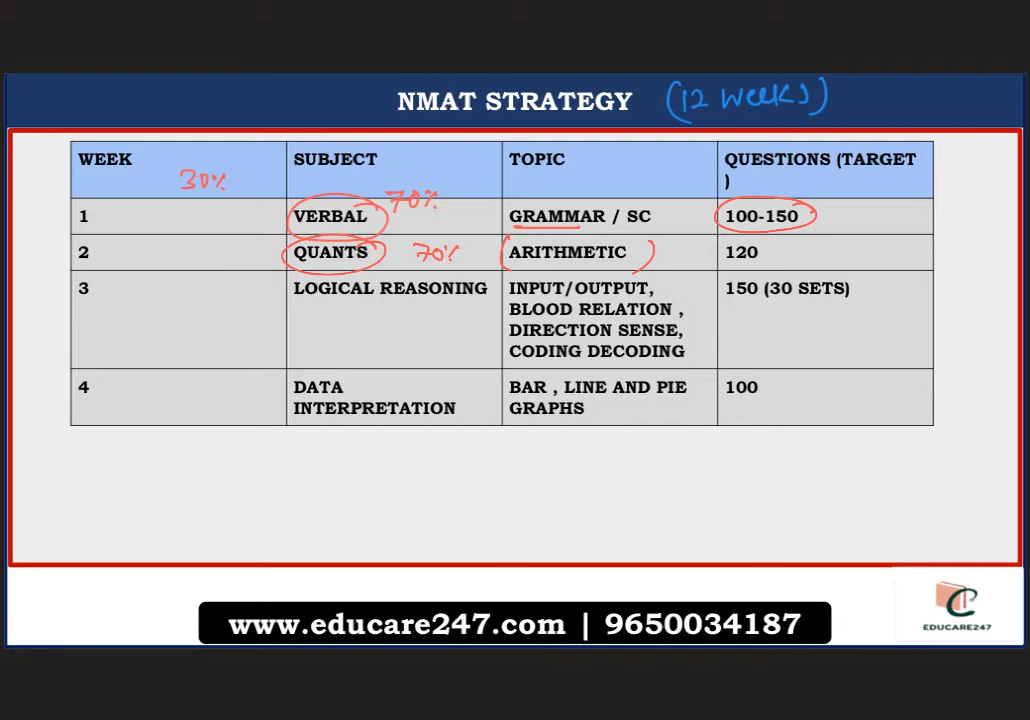 NMAT STRATEGY (12 weeks)
WEEK SUBJECT TOPIC QUESTIONS (TARGET
)
30%
70%
1 VERBAL GRAMMAR / SC 100-150
2 QUANTS 70% ARITHMETIC 120
3 LOGICAL REASONING INPUT/OUTPUT, 150 (30 SETS)
BLOOD RELATION ,
DIRECTION SENSE,
CODING DECODING
4 DATA BAR , LINE AND PIE 100
INTERPRETATION GRAPHS
www.educare247.com | 9650034187
EDUCARE247